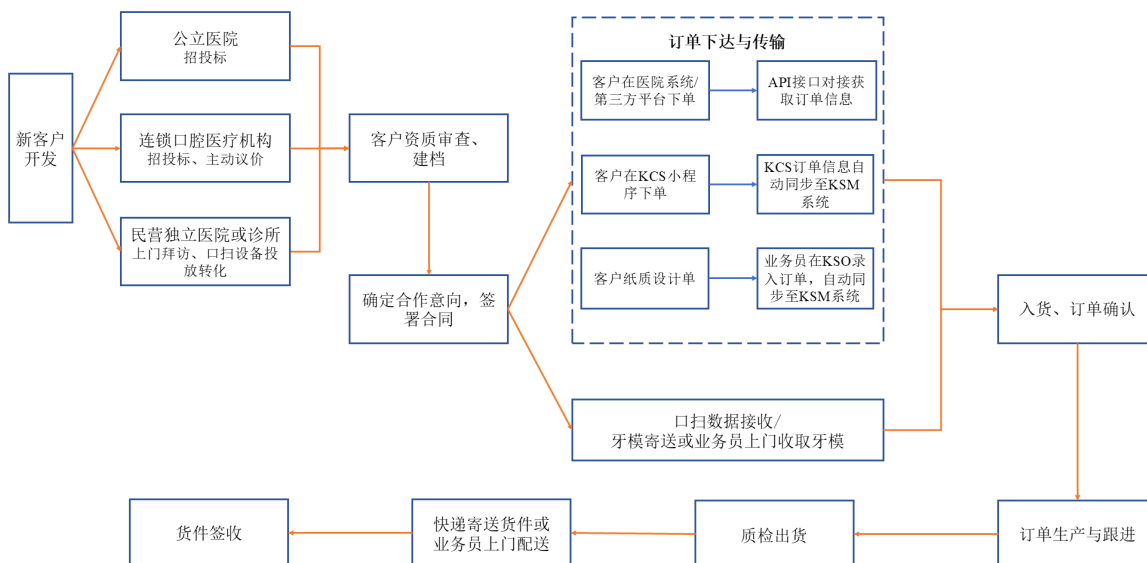 新客户
开发
公立医院
招投标
连锁口腔医疗机构
招投标、主动议价
民营独立医院或诊所
上门拜访、口扫设备投
放转化
客户资质审查、
建档
确定合作意向，签
署合同
订单下达与传输
客户在医院系统/
第三方平台下单
API接口对接获
取订单信息
客户在KCS小程
序下单
KCS订单信息自
动同步至KSM
系统
客户纸质设计单
业务员在KSO录
入订单，自动同
步至KSM系统
口扫数据接收/
牙模寄送或业务员上门收取牙模
入货、订单确认
订单生产与跟进
质检出货
快递寄送货件或
业务员上门配送
货件签收